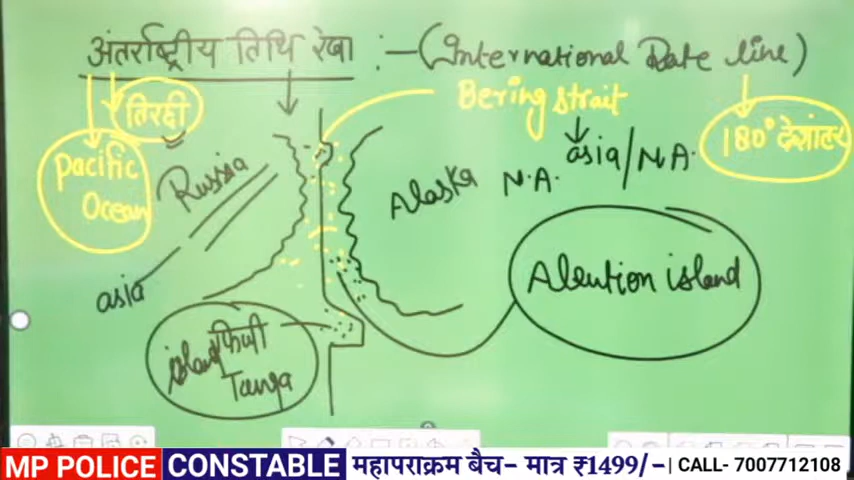 अंतर्राष्ट्रीय तिथि रेखा :- (International Date line)
तिरछी
Bering strait
180° देशांतर
Pacific
Ocean
Russia
Alaska N.A.
asia/N.A.
asia
Aleution island
island फिजी
Tonga
MP POLICE CONSTABLE महापराक्रम बैच- मात्र ₹1499/-| CALL- 7007712108